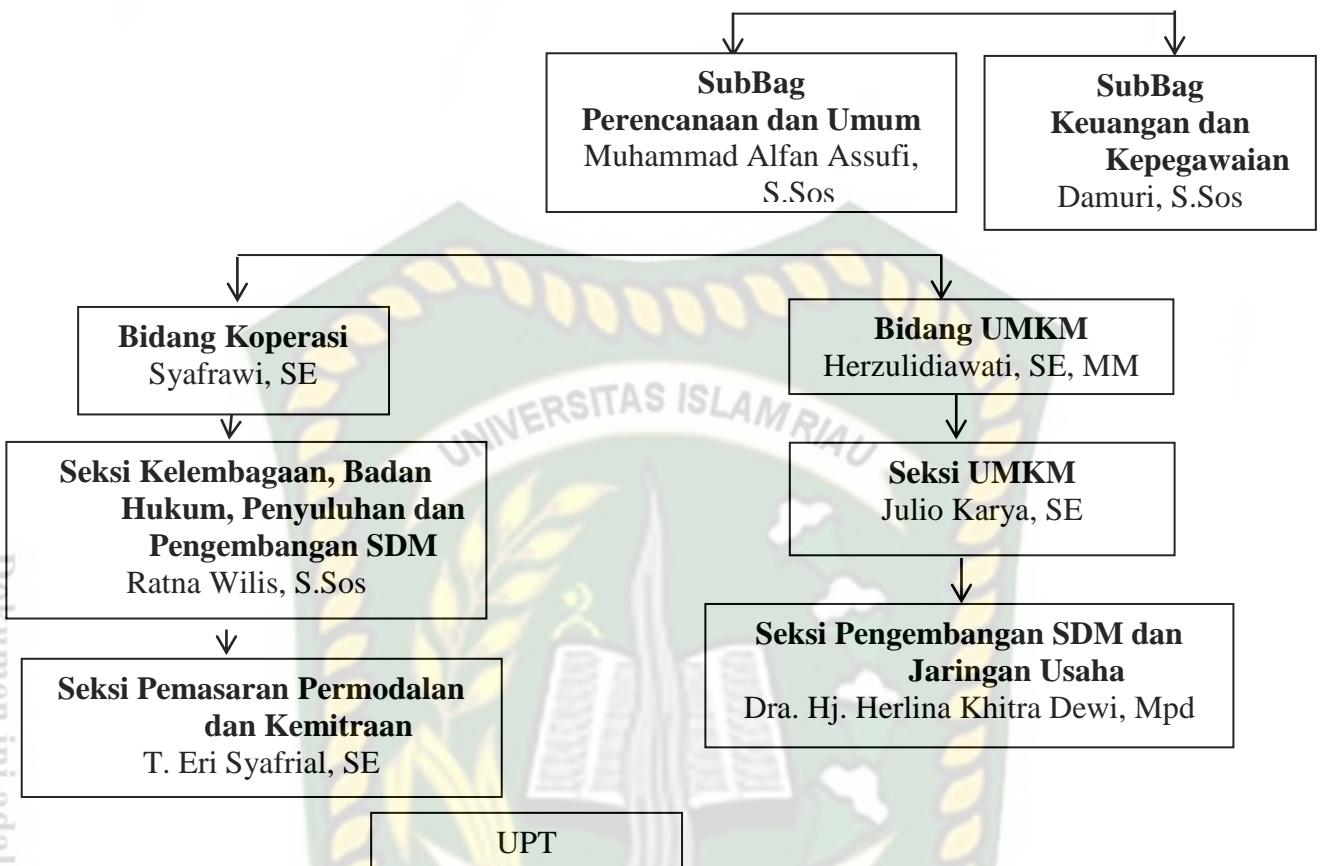 SubBag
Perencanaan dan Umum
Muhammad Alfan Assufi,
S.Sos
SubBag
Keuangan dan
Kepegawaian
Damuri, S.Sos
Bidang Koperasi
Syafrawi, SE
Bidang UMKM
Herzulidiawati, SE, MM
UNIVERSITAS ISLAM RIAU
Seksi Kelembagaan, Badan
Hukum, Penyuluhan dan
Pengembangan SDM
Ratna Wilis, S.Sos
Seksi UMKM
Julio Karya, SE
Seksi Pemasaran Permodalan
dan Kemitraan
T. Eri Syafrial, SE
Seksi Pengembangan SDM dan
Jaringan Usaha
Dra. Hj. Herlina Khitra Dewi, Mpd
UPT
Dokumen ini adal